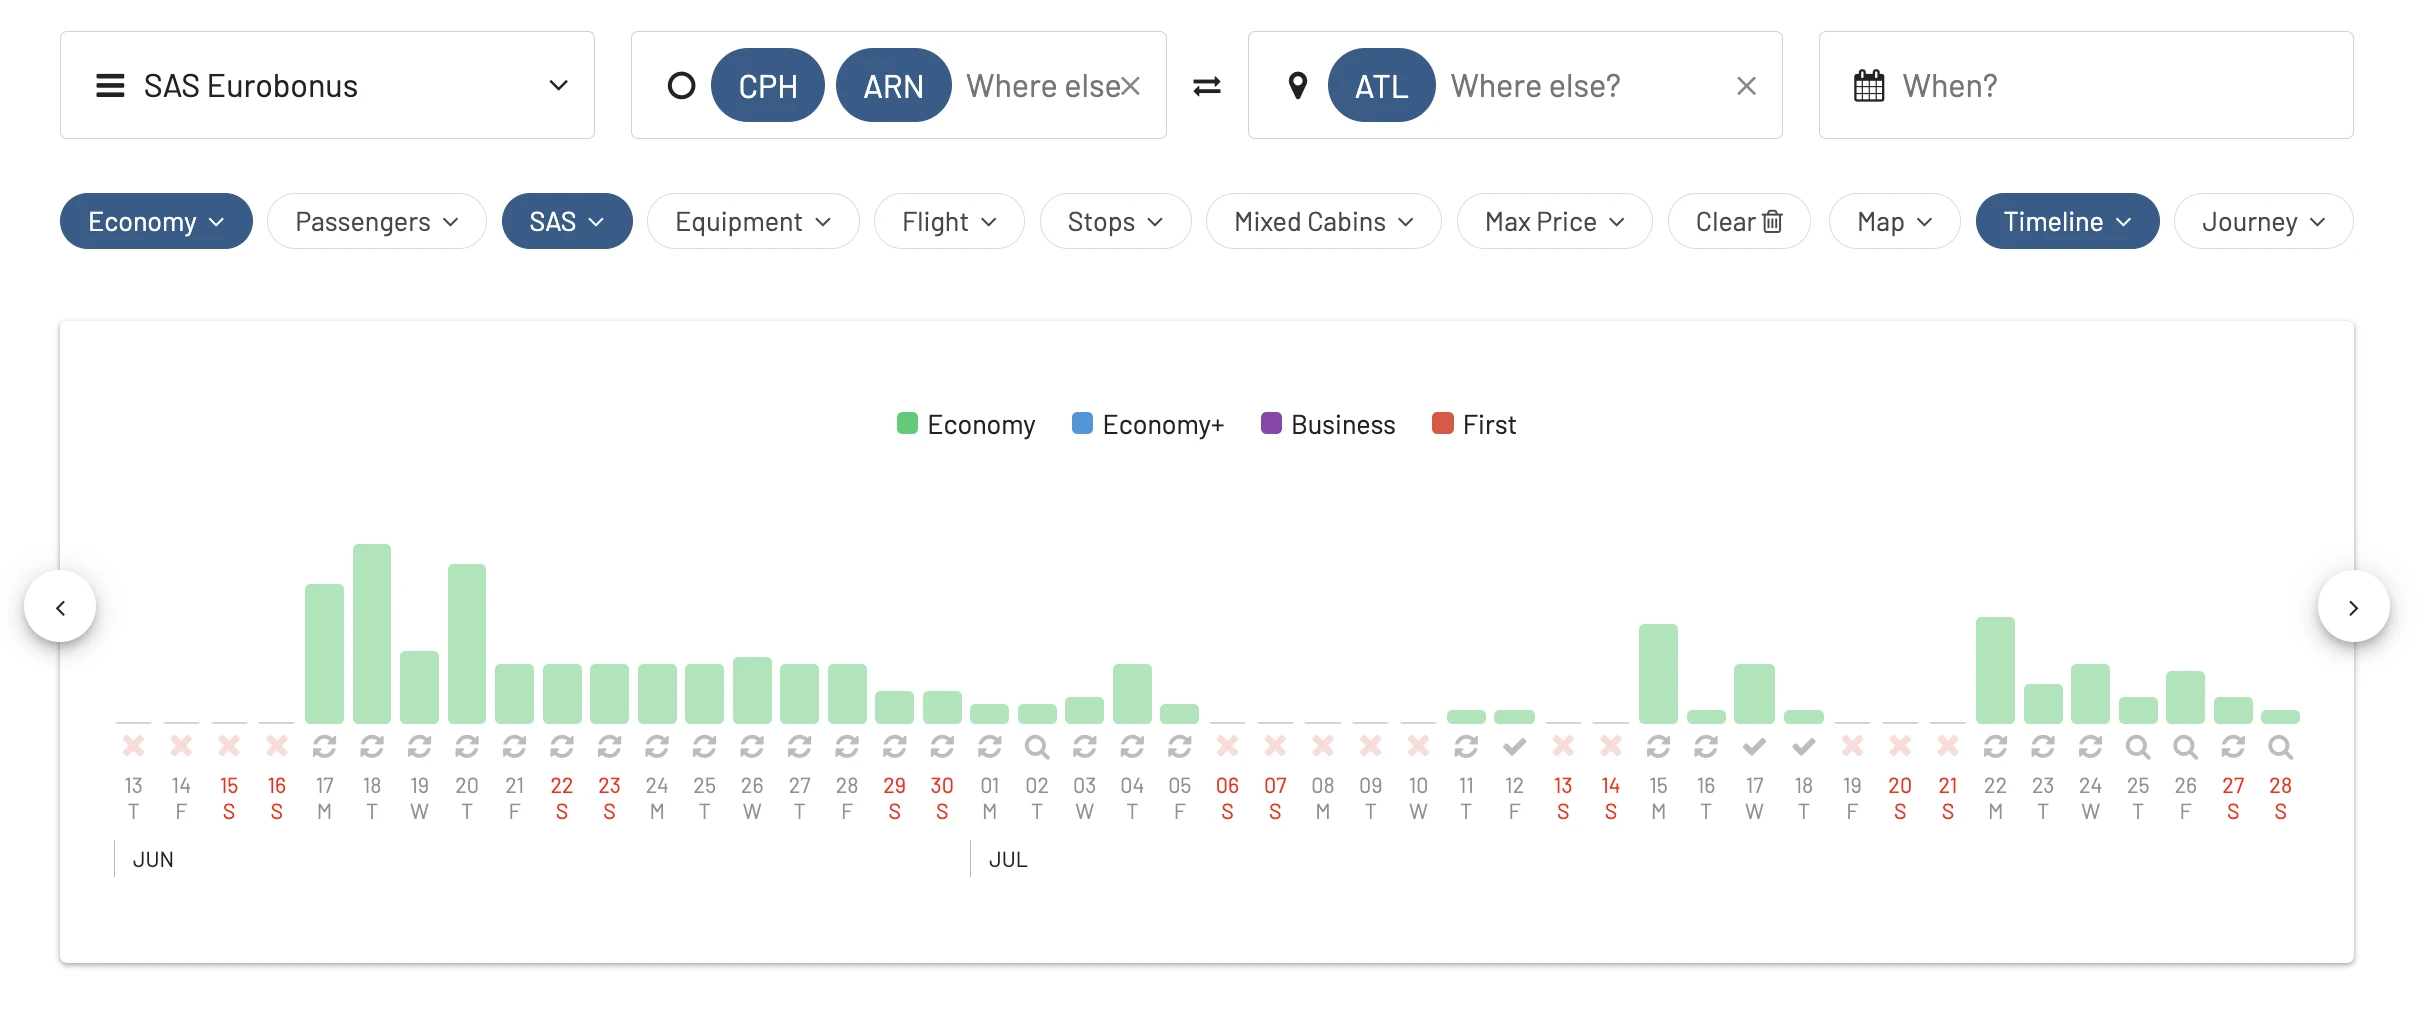 SAS Eurobonus CPH ARN Where else ATL Where else? When?
Economy Passengers SAS Equipment Flight Stops Mixed Cabins Max Price Clear Map Timeline Journey
Economy Economy+ Business First
13 14 15 16 17 18 19 20 21 22 23 24 25 26 27 28 29 30 01 02 03 04 05 06 07 08 09 10 11 12 13 14 15 16 17 18 19 20 21 22 23 24 25 26 27 28
T F S S M T W T F S S M T W T F S S M T W T F S S M T W T F S S M T W T F S S M T W T F S S
JUN JUL